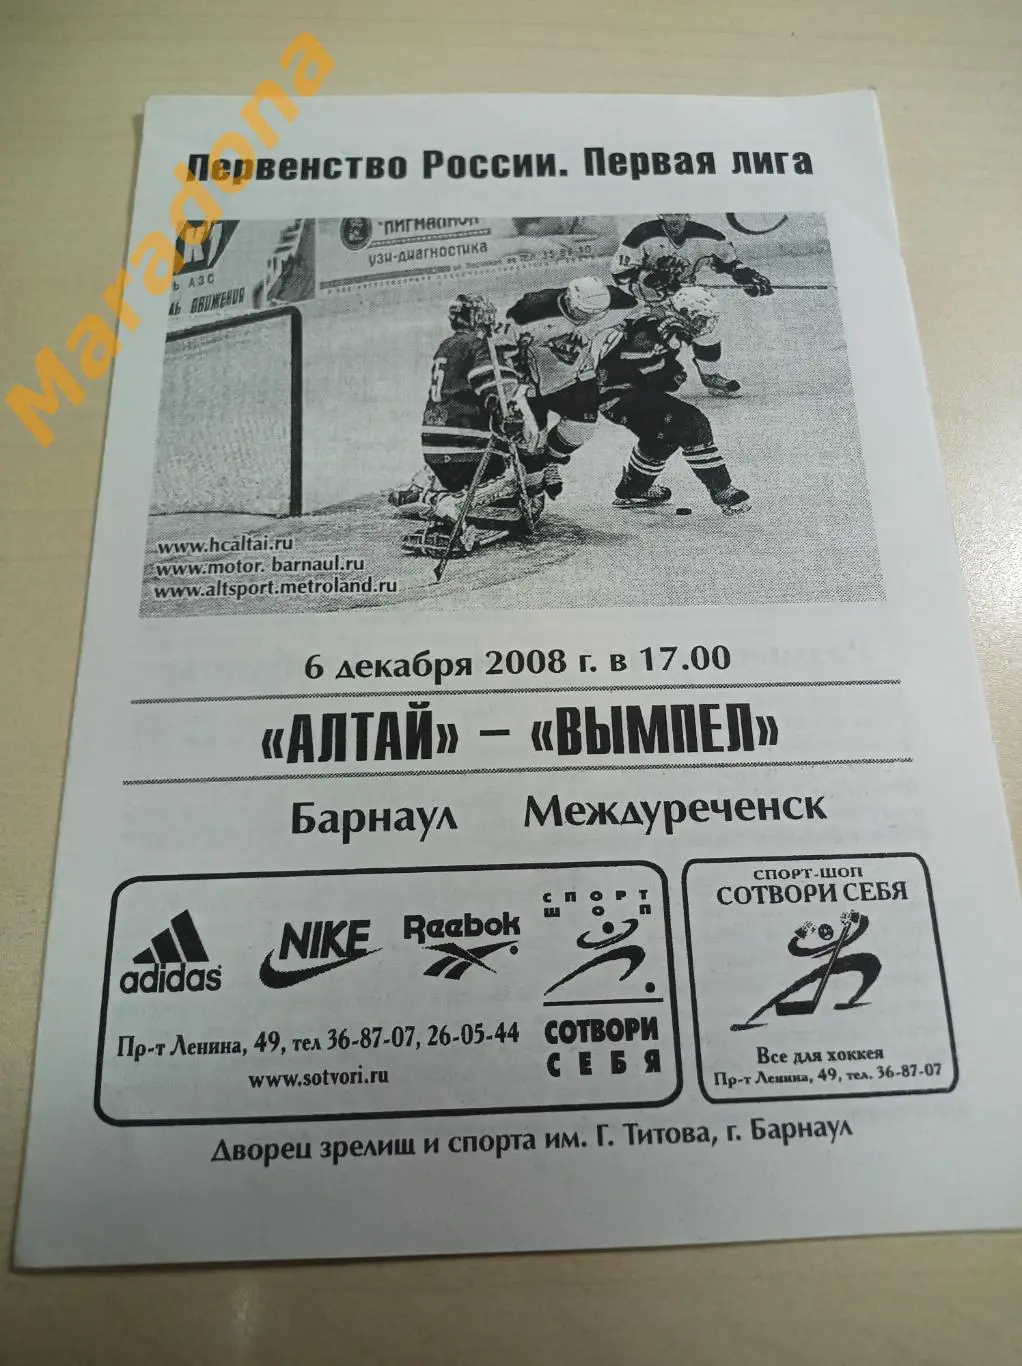 Maradona
Первенство России. Первая лига
"ПИГМАЛИОН"
УЗИ-ДИАГНОСТИКА
АЗС
ДВИЖЕНИЯ
www.hcaltai.ru
www.motor. barnaul.ru
www.altsport.metroland.ru
6 декабря 2008 г. в 17.00
«АЛТАЙ» – «ВЫМПЕЛ»
Барнаул Междуреченск
adidas
NIKE
Reebok
СПОРТ
ШОП
СОТВОРИ
СЕБЯ
Пр-т Ленина, 49, тел 36-87-07, 26-05-44
www.sotvori.ru
СПОРТ-ШОП
СОТВОРИ СЕБЯ
Все для хоккея
Пр-т Ленина, 49, тел. 36-87-07
Дворец зрелищ и спорта им. Г. Титова, г. Барнаул